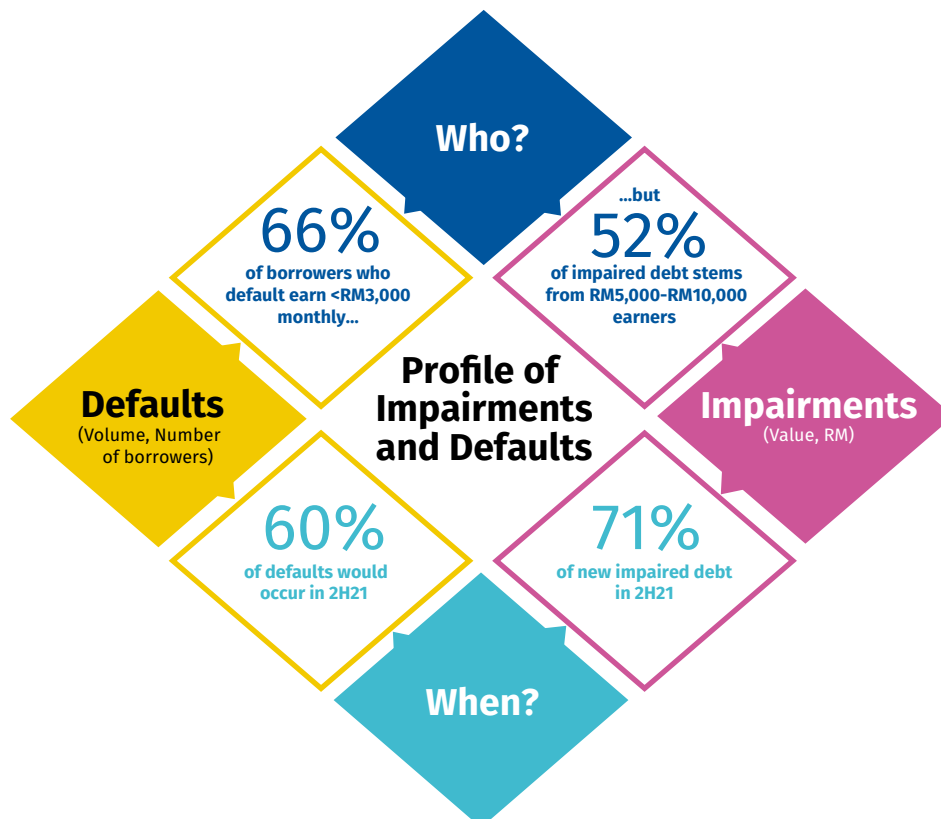 Who?
66%
of borrowers who
default earn <RM3,000
monthly...
...but
52%
of impaired debt stems
from RM5,000-RM10,000
earners
Defaults
(Volume, Number
of borrowers)
Profile of
Impairments
and Defaults
Impairments
(Value, RM)
60%
of defaults would
occur in 2H21
71%
of new impaired debt
in 2H21
When?